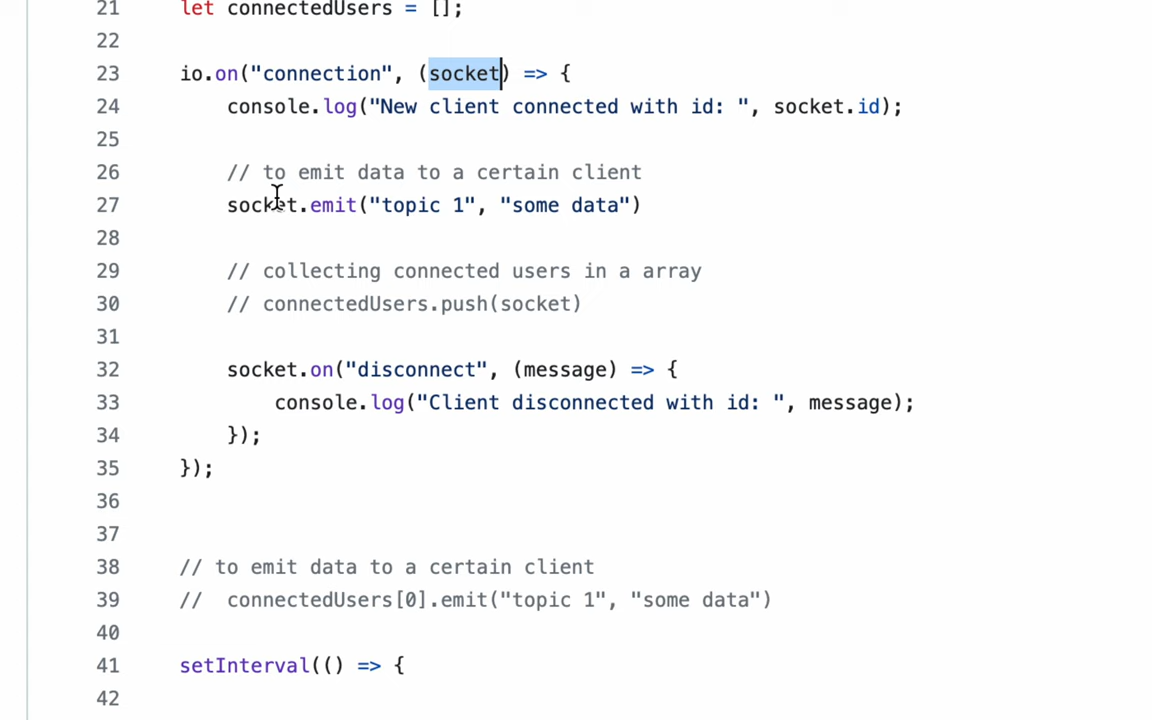 21 let connectedUsers = [];
22
23 io.on("connection", (socket) => {
24 console.log("New client connected with id: ", socket.id);
25
26 // to emit data to a certain client
27 socket.emit("topic 1", "some data")
28
29 // collecting connected users in a array
30 // connectedUsers.push(socket)
31
32 socket.on("disconnect", (message) => {
33 console.log("Client disconnected with id: ", message);
34 });
35 });
36
37
38 // to emit data to a certain client
39 //  connectedUsers[0].emit("topic 1", "some data")
40
41 setInterval(() => {
42